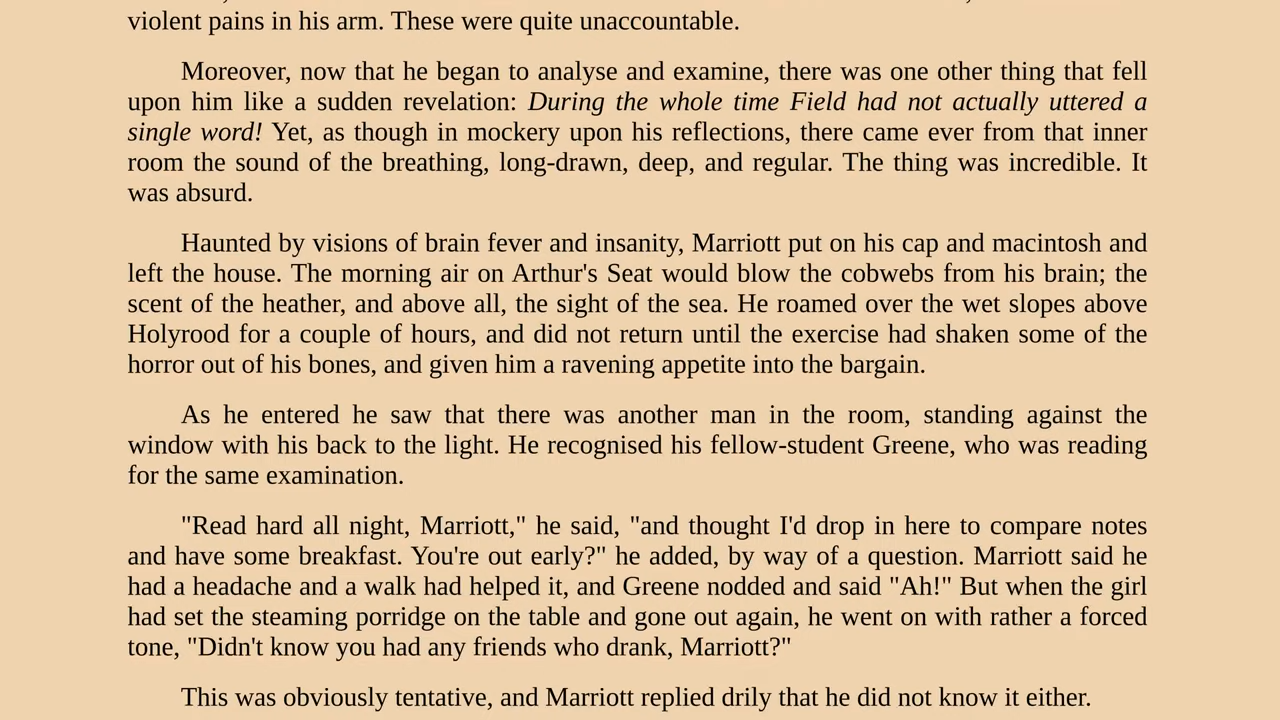 violent pains in his arm. These were quite unaccountable.
Moreover, now that he began to analyse and examine, there was one other thing that fell
upon him like a sudden revelation: During the whole time Field had not actually uttered a
single word! Yet, as though in mockery upon his reflections, there came ever from that inner
room the sound of the breathing, long-drawn, deep, and regular. The thing was incredible. It
was absurd.
Haunted by visions of brain fever and insanity, Marriott put on his cap and macintosh and
left the house. The morning air on Arthur's Seat would blow the cobwebs from his brain; the
scent of the heather, and above all, the sight of the sea. He roamed over the wet slopes above
Holyrood for a couple of hours, and did not return until the exercise had shaken some of the
horror out of his bones, and given him a ravening appetite into the bargain.
As he entered he saw that there was another man in the room, standing against the
window with his back to the light. He recognised his fellow-student Greene, who was reading
for the same examination.
"Read hard all night, Marriott," he said, "and thought I'd drop in here to compare notes
and have some breakfast. You're out early?" he added, by way of a question. Marriott said he
had a headache and a walk had helped it, and Greene nodded and said "Ah!" But when the girl
had set the steaming porridge on the table and gone out again, he went on with rather a forced
tone, "Didn't know you had any friends who drank, Marriott?"
This was obviously tentative, and Marriott replied drily that he did not know it either.